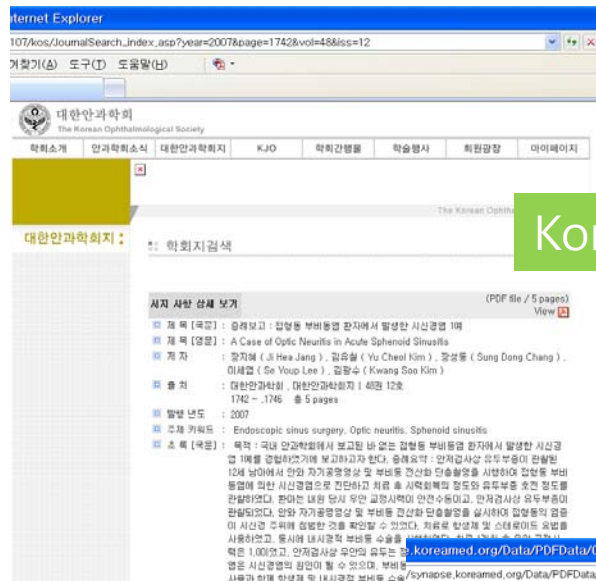 nternet Explorer
107/kos/JournalSearch_index.asp?year=2007&page=1742&vol=48&iss=12
겨찾기(A) 도구(T) 도움말(H)
대한안과학회
The Korean Ophthalmological Society
학회소개 안과학회소식 대한안과학회지 KJO 학회간행물 학술행사 회원광장 마이페이지
The Korean Ophth
Kor
대한안과학회지 :
학회지검색
서지 사항 상세 보기 (PDF file / 5 pages)
View
제 목 [국문] : 증례보고 : 접형동 부비동염 환자에서 발생한 시신경염 1예
제 목 [영문] : A Case of Optic Neuritis in Acute Sphenoid Sinusitis
저 자 : 장지혜 ( Ji Hea Jang ) , 김유철 ( Yu Cheol Kim ) , 장성동 ( Sung Dong Chang ) ,
이세엽 ( Se Youp Lee ) , 김광수 ( Kwang Soo Kim )
출 처 : 대한안과학회 , 대한안과학회지 | 48권 12호
1742 ~ .1746 총 5 pages
발행 년도 : 2007
주제 키워드 : Endoscopic sinus surgery, Optic neuritis, Sphenoid sinusitis
초 록 [국문] : 목적 : 국내 안과학회에서 보고된 바 없는 접형동 부비동염 환자에서 발생한 시신경
염 1예를 경험하였기에 보고하고자 한다. 증례요약 : 안저검사상 유두부종이 관찰된
12세 남아에서 안와 자기공명영상 및 부비동 전산화 단층촬영을 시행하여 접형동 부비
동염에 의한 시신경염으로 진단하고 치료 후 시력회복의 정도와 유두부종 호전 정도를
관찰하였다. 환아는 내원 당시 우안 교정시력이 안전수동이고, 안저검사상 유두부종이
관찰되었다. 안와 자기공명영상 및 부비동 전산화 단층촬영을 실시하여 접형동의 염증
이 시신경 주위에 침범한 것을 확인할 수 있었다. 치료로 항생제 및 스테로이드 요법을
사용하였고, 동시에 내시경적 부비동 수술을
력은 1.0이었고, 안저검사상 우안의 유두는
.koreamed.org/Data/PDFData/0
염은 시신경염의 원인이 될 수 있으며, 부비동
/synapse.koreamed.org/Data/PDFData/
사용과 함께 항생제 및 내시경적 부비동 수술